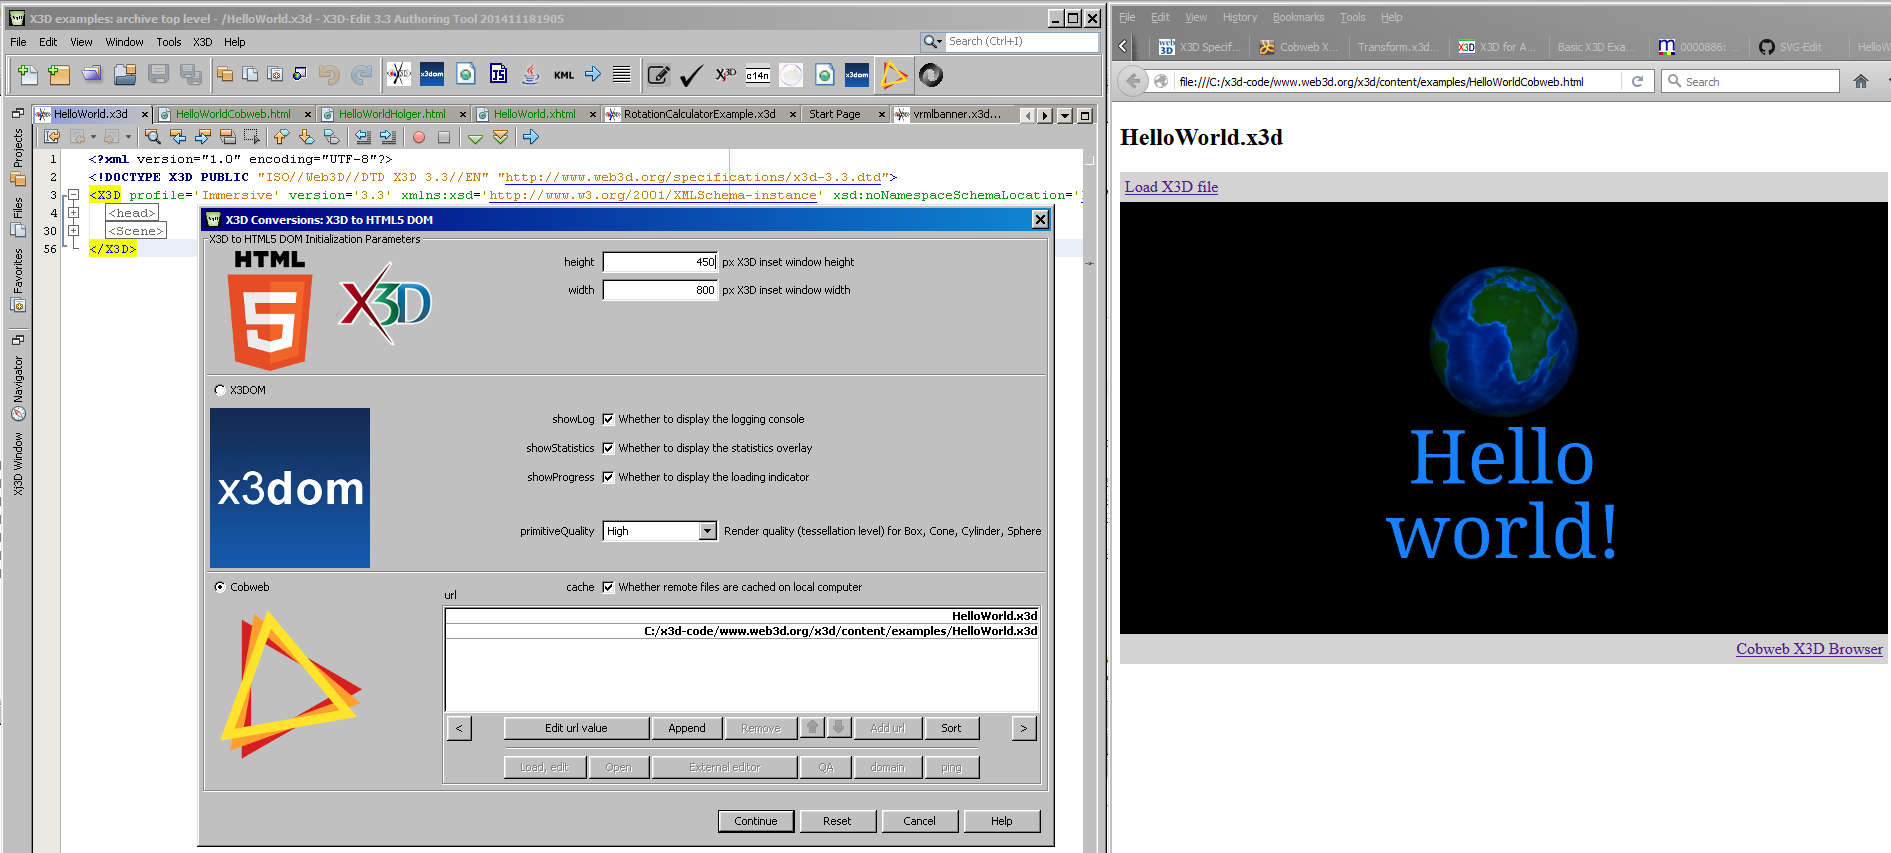 X3D examples: archive top level - /HelloWorld.x3d - X3D-Edit 3.3 Authoring Tool 201411181905
File Edit View Window Tools X3D Help
Search (Ctrl+I)
x3dom
KML
c14n
x3dom
HelloWorld.x3d HelloWorldCobweb.html HelloWorldHolger.html HelloWorld.xhtml RotationCalculatorExample.x3d Start Page vrmlbanner.x3d...
Projects
Files
Favorites
Navigator
Xj3D Window
1 <?xml version="1.0" encoding="UTF-8"?>
2 <!DOCTYPE X3D PUBLIC "ISO//Web3D//DTD X3D 3.3//EN" "http://www.web3d.org/specifications/x3d-3.3.dtd">
3 <X3D profile='Immersive' version='3.3' xmlns:xsd='http://www.w3.org/2001/XMLSchema-instance' xsd:noNamespaceSchemaLocation='
4 <head>
30 <Scene>
56 </X3D>
X3D Conversions: X3D to HTML5 DOM
X3D to HTML5 DOM Initialization Parameters
HTML
5
X3D
height 450 px X3D inset window height
width 800 px X3D inset window width
X3DOM
x3dom
showLog Whether to display the logging console
showStatistics Whether to display the statistics overlay
showProgress Whether to display the loading indicator
primitiveQuality High Render quality (tessellation level) for Box, Cone, Cylinder, Sphere
Cobweb
cache Whether remote files are cached on local computer
url
HelloWorld.x3d
C:/x3d-code/www.web3d.org/x3d/content/examples/HelloWorld.x3d
< Edit url value Append Remove Add url Sort >
Load, edit Open External editor QA domain ping
Continue Reset Cancel Help
File Edit View History Bookmarks Tools Help
web3D X3D Specif... Cobweb X... Transform.x3d... X3D X3D for A... Basic X3D Exa... 0000886: ... SVG-Edit HelloW
file:///C:/x3d-code/www.web3d.org/x3d/content/examples/HelloWorldCobweb.html
Search
HelloWorld.x3d
Load X3D file
Hello
world!
Cobweb X3D Browser